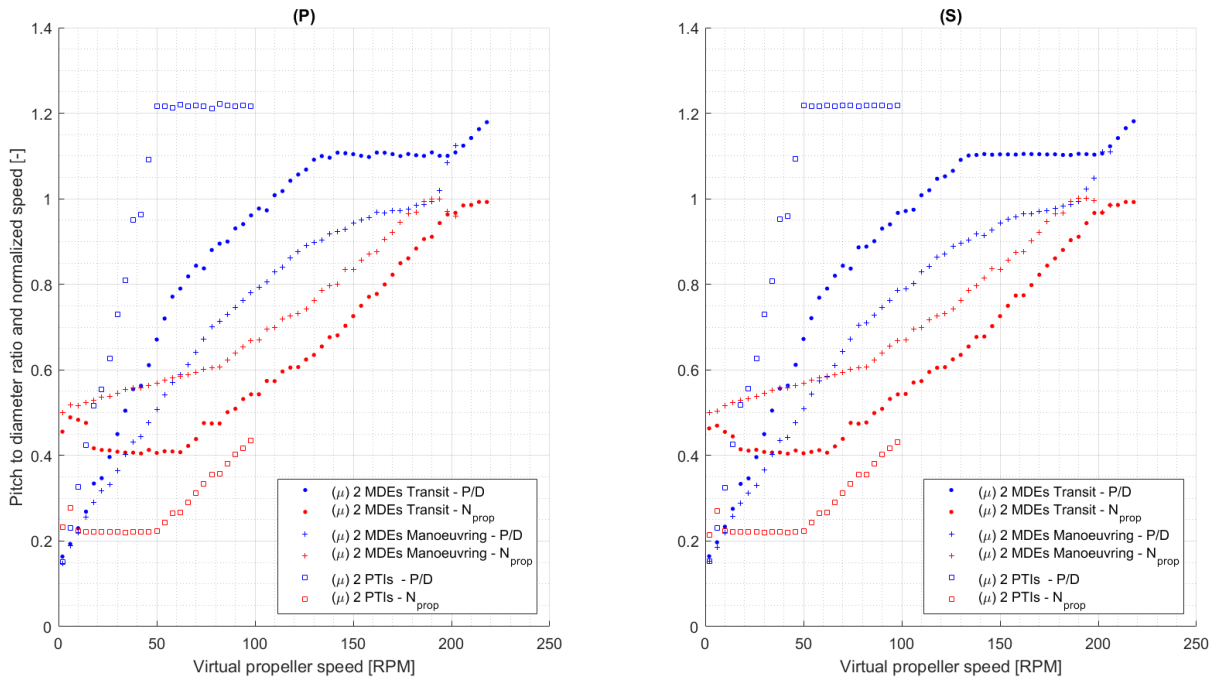 (P)
Pitch to diameter ratio and normalized speed [-]
1.4
1.2
1
0.8
0.6
0.4
0.2
0
0
50
100
150
200
250
Virtual propeller speed [RPM]
(μ) 2 MDEs Transit - P/D
(μ) 2 MDEs Transit - N_prop
(μ) 2 MDEs Manoeuvring - P/D
(μ) 2 MDEs Manoeuvring - N_prop
(μ) 2 PTIs - P/D
(μ) 2 PTIs - N_prop
(S)
1.4
1.2
1
0.8
0.6
0.4
0.2
0
0
50
100
150
200
250
Virtual propeller speed [RPM]
(μ) 2 MDEs Transit - P/D
(μ) 2 MDEs Transit - N_prop
(μ) 2 MDEs Manoeuvring - P/D
(μ) 2 MDEs Manoeuvring - N_prop
(μ) 2 PTIs - P/D
(μ) 2 PTIs - N_prop